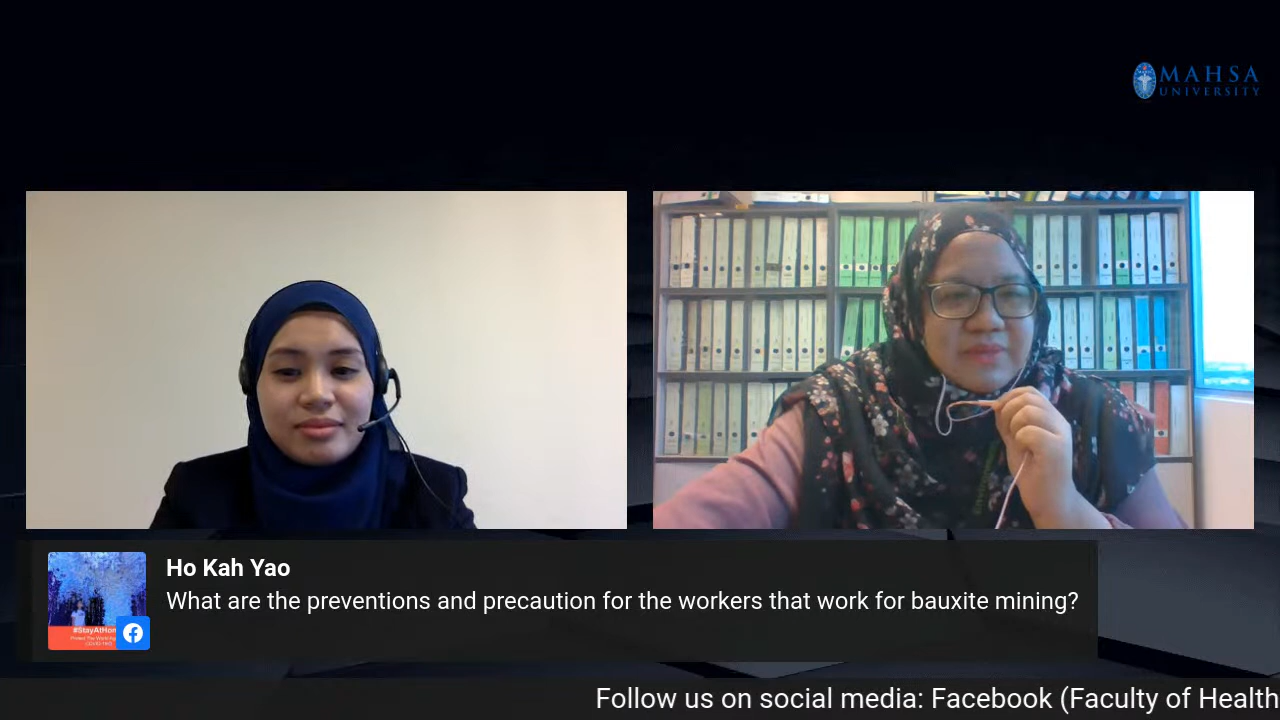 MAHSA
UNIVERSITY
Ho Kah Yao
What are the preventions and precaution for the workers that work for bauxite mining?
#StayAtHom
Follow us on social media: Facebook (Faculty of Health